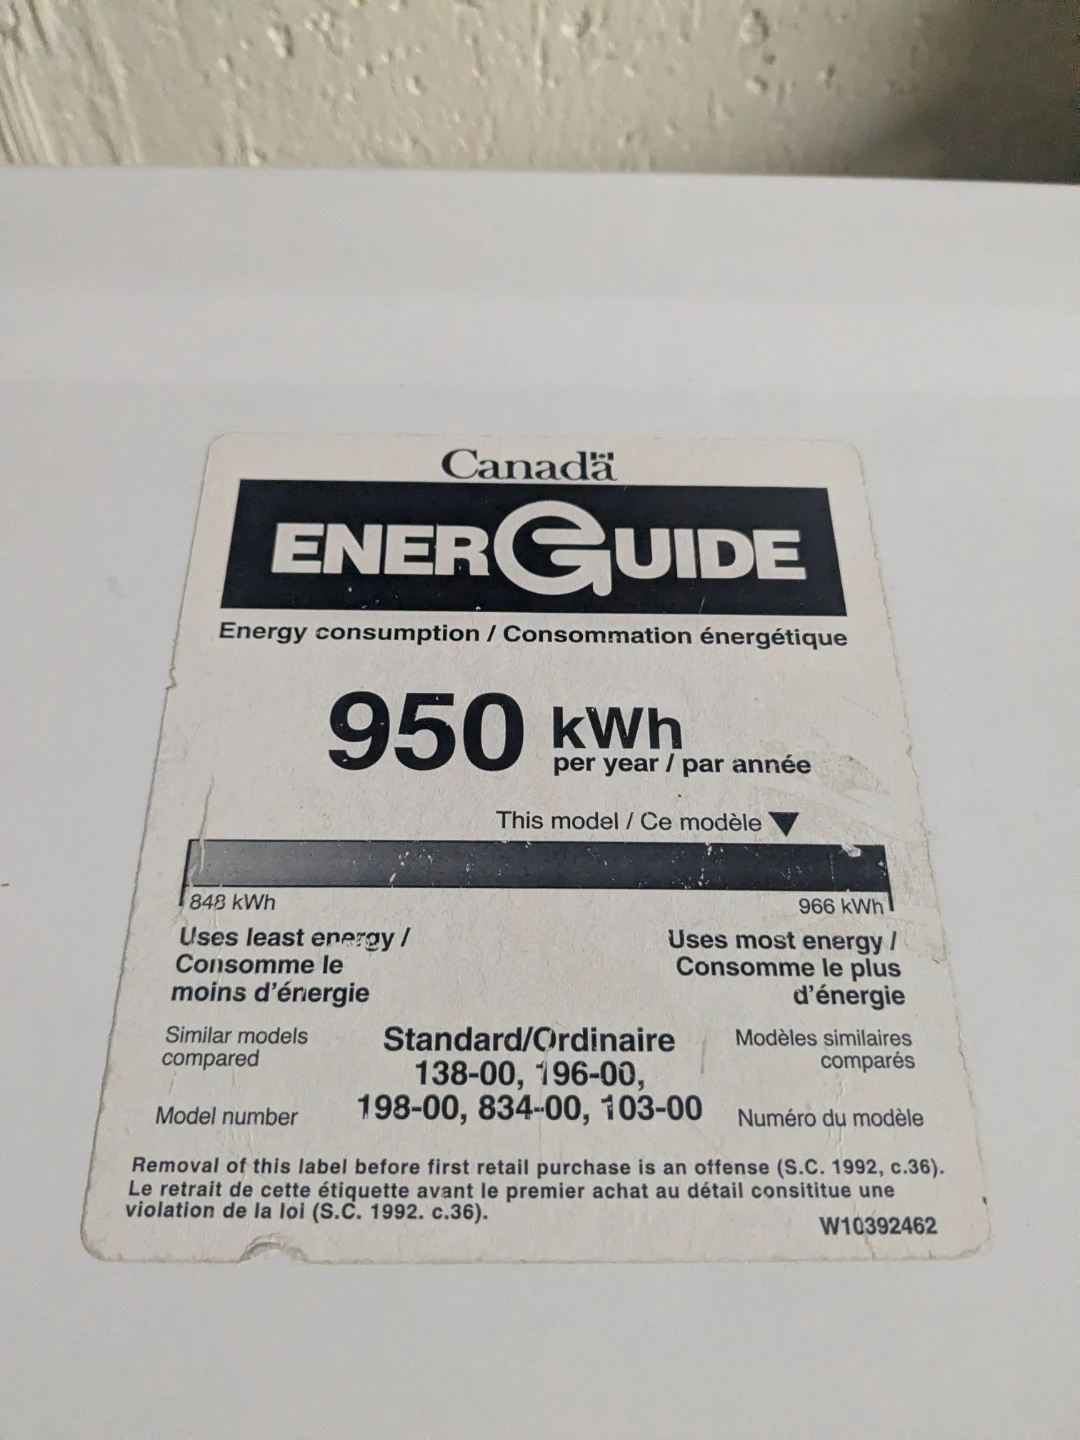 Canada
ENERGUIDE
Energy consumption / Consommation énergétique
950 kWh
per year / par année
This model / Ce modèle
848 kWh
966 kWh
Uses least energy /
Consomme le
moins d'énergie
Uses most energy /
Consomme le plus
d'énergie
Similar models
compared
Standard/Ordinaire
138-00, 196-00,
198-00, 834-00, 103-00
Modèles similaires
comparés
Model number
Numéro du modèle
Removal of this label before first retail purchase is an offense (S.C. 1992, c.36).
Le retrait de cette étiquette avant le premier achat au détail consititue une
violation de la loi (S.C. 1992. c.36).
W10392462